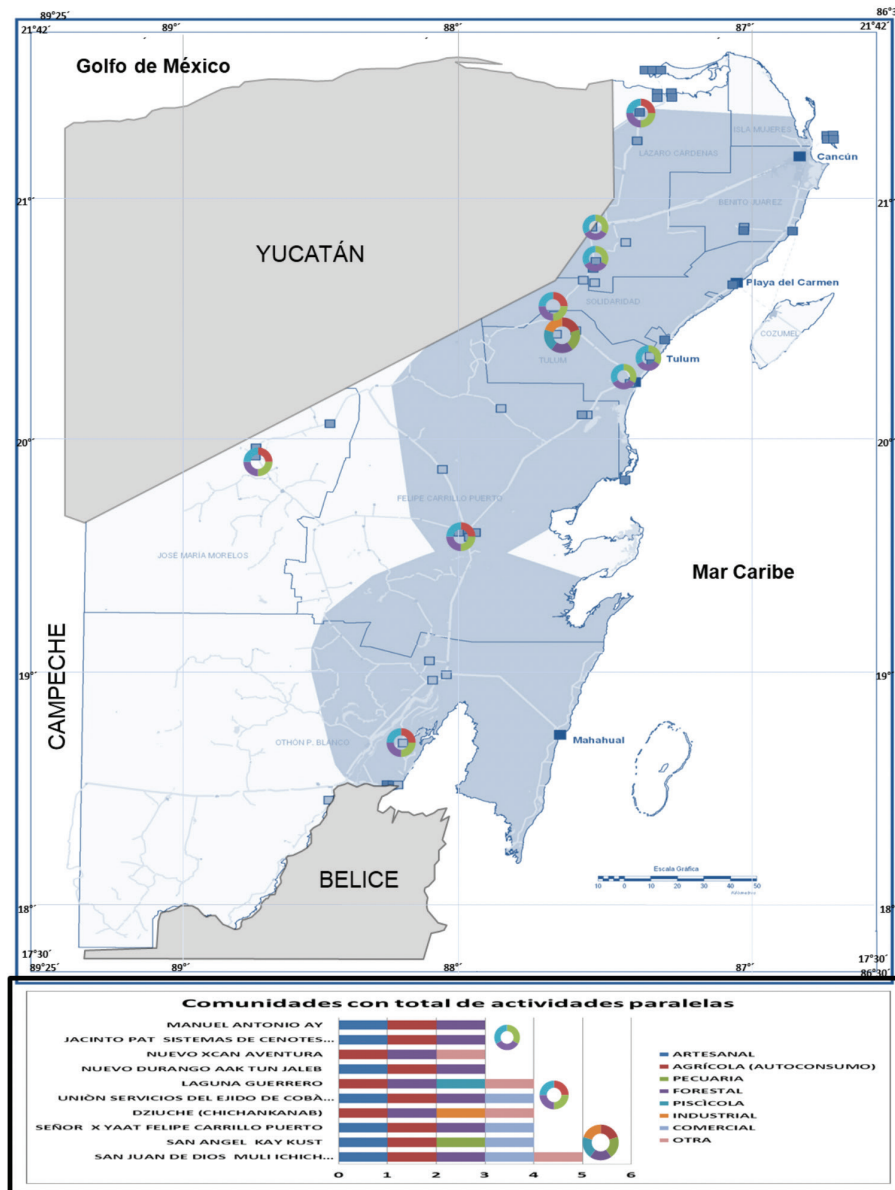 89°25´ 89° 88° 87° 86°3
21°42´ 21°42
Golfo de México
ISLA MUJERES
LÁZARO CÁRDENAS
Cancún
21° 21°
BENITO JUAREZ
YUCATÁN
Playa del Carmen
SOLIDARIDAD
COZUMEL
TULUM
Tulum
20° 20°
FELIPE CARRILLO PUERTO
JOSÉ MARÍA MORELOS
Mar Caribe
CAMPECHE
19° 19°
OTHÓN P. BLANCO
Mahahual
BELICE
Escala Gráfica
10 5 0 10 20 30 40 50
18° 18°
17°30´ 17°30
89°25´ 89° 88° 87° 86°30
Comunidades con total de actividades paralelas
MANUEL ANTONIO AY
JACINTO PAT SISTEMAS DE CENOTES...
NUEVO XCAN AVENTURA
NUEVO DURANGO AAK TUN JALEB
LAGUNA GUERRERO
UNIÒN SERVICIOS DEL EJIDO DE COBÀ...
DZIUCHE (CHICHANKANAB)
SEÑOR X YAAT FELIPE CARRILLO PUERTO
SAN ANGEL KAY KUST
SAN JUAN DE DIOS MULI ICHICH...
0 1 2 3 4 5 6
ARTESANAL
AGRÍCOLA (AUTOCONSUMO)
PECUARIA
FORESTAL
PISCÌCOLA
INDUSTRIAL
COMERCIAL
OTRA